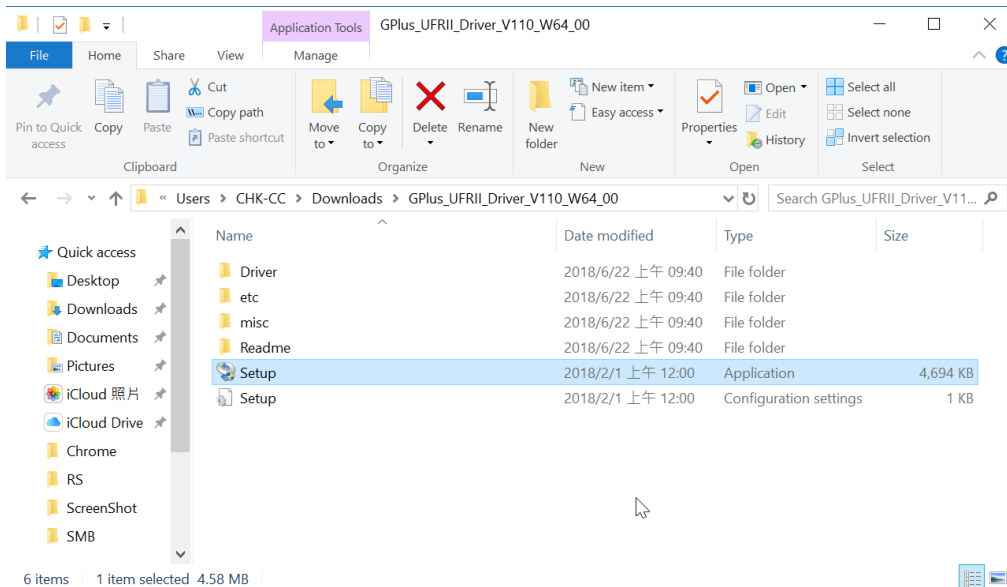 Application Tools GPlus_UFRII_Driver_V110_W64_00
File Home Share View Manage
Pin to Quick access
Copy
Paste
Cut
Copy path
Paste shortcut
Clipboard
Move to
Copy to
Delete
Rename
Organize
New folder
New item
Easy access
New
Properties
Open
Edit
History
Open
Select all
Select none
Invert selection
Select
« Users > CHK-CC > Downloads > GPlus_UFRII_Driver_V110_W64_00
Search GPlus_UFRII_Driver_V11...
Quick access
Desktop
Downloads
Documents
Pictures
iCloud 照片
iCloud Drive
Chrome
RS
ScreenShot
SMB
Name Date modified Type Size
Driver 2018/6/22 上午 09:40 File folder
etc 2018/6/22 上午 09:40 File folder
misc 2018/6/22 上午 09:40 File folder
Readme 2018/6/22 上午 09:40 File folder
Setup 2018/2/1 上午 12:00 Application 4,694 KB
Setup 2018/2/1 上午 12:00 Configuration settings 1 KB
6 items 1 item selected 4.58 MB